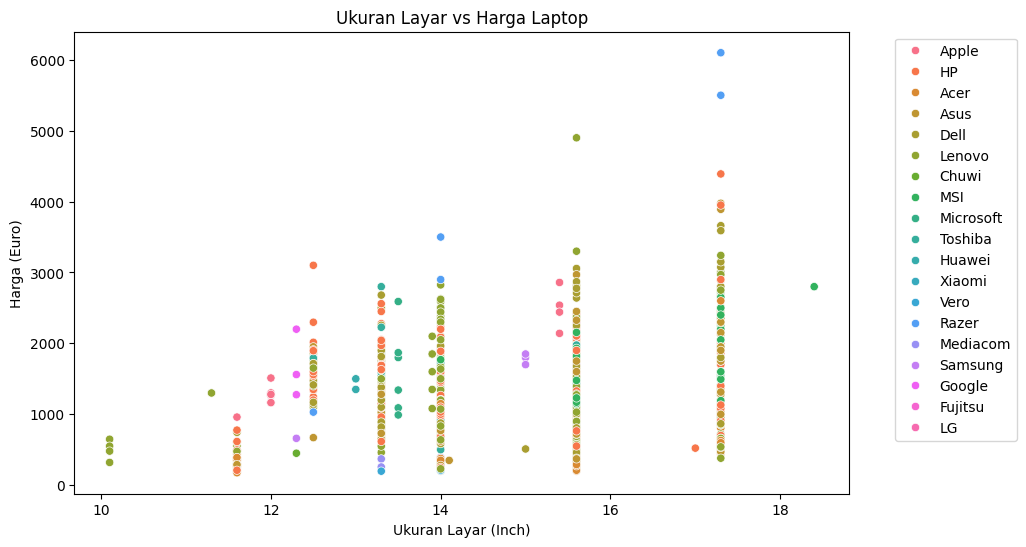 Ukuran Layar vs Harga Laptop
Harga (Euro)
6000
5000
4000
3000
2000
1000
0
10
12
14
16
18
Ukuran Layar (Inch)
Apple
HP
Acer
Asus
Dell
Lenovo
Chuwi
MSI
Microsoft
Toshiba
Huawei
Xiaomi
Vero
Razer
Mediacom
Samsung
Google
Fujitsu
LG